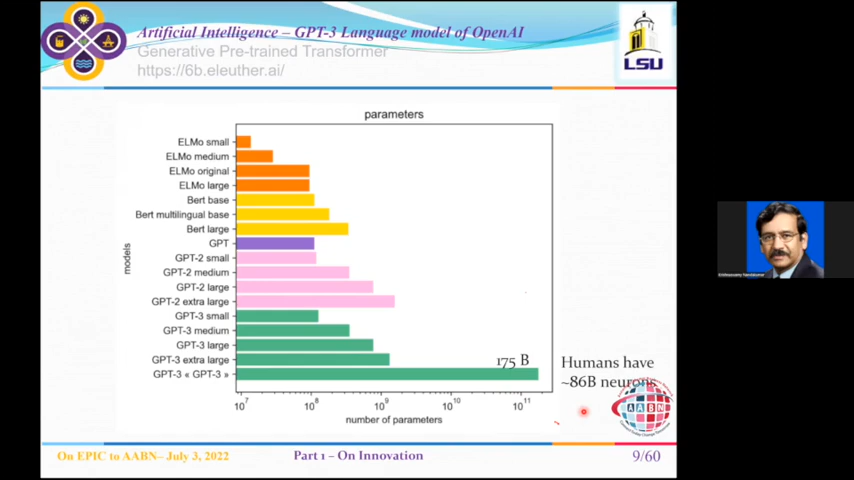 Artificial Intelligence – GPT-3 Language model of OpenAI
Generative Pre-trained Transformer
https://6b.eleuther.ai/
LSU
parameters
ELMo small
ELMo medium
ELMo original
ELMo large
Bert base
Bert multilingual base
Bert large
GPT
GPT-2 small
GPT-2 medium
GPT-2 large
GPT-2 extra large
GPT-3 small
GPT-3 medium
GPT-3 large
GPT-3 extra large
GPT-3 « GPT-3 »
models
175 B
Humans have
~86B neurons
10⁷ 10⁸ 10⁹ 10¹⁰ 10¹¹
number of parameters
AABN
On EPIC to AABN– July 3, 2022
Part 1 – On Innovation
9/60